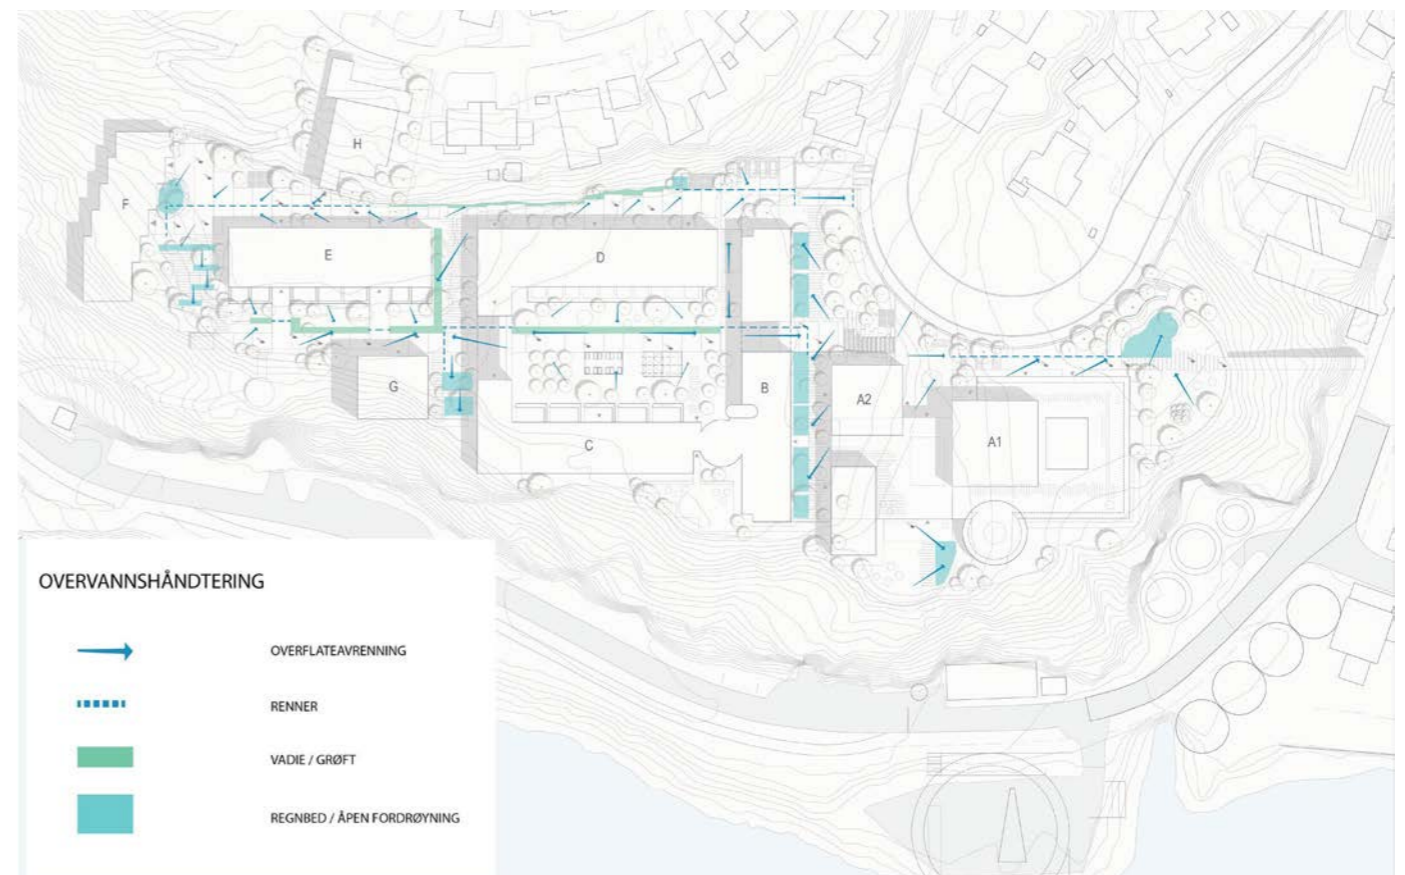 H
F
E
D
G
B
A2
C
A1
OVERVANNSHÅNDTERING
OVERFLATEAVRENNING
RENNER
VADIE / GRØFT
REGNBED / ÅPEN FORDRØYNING